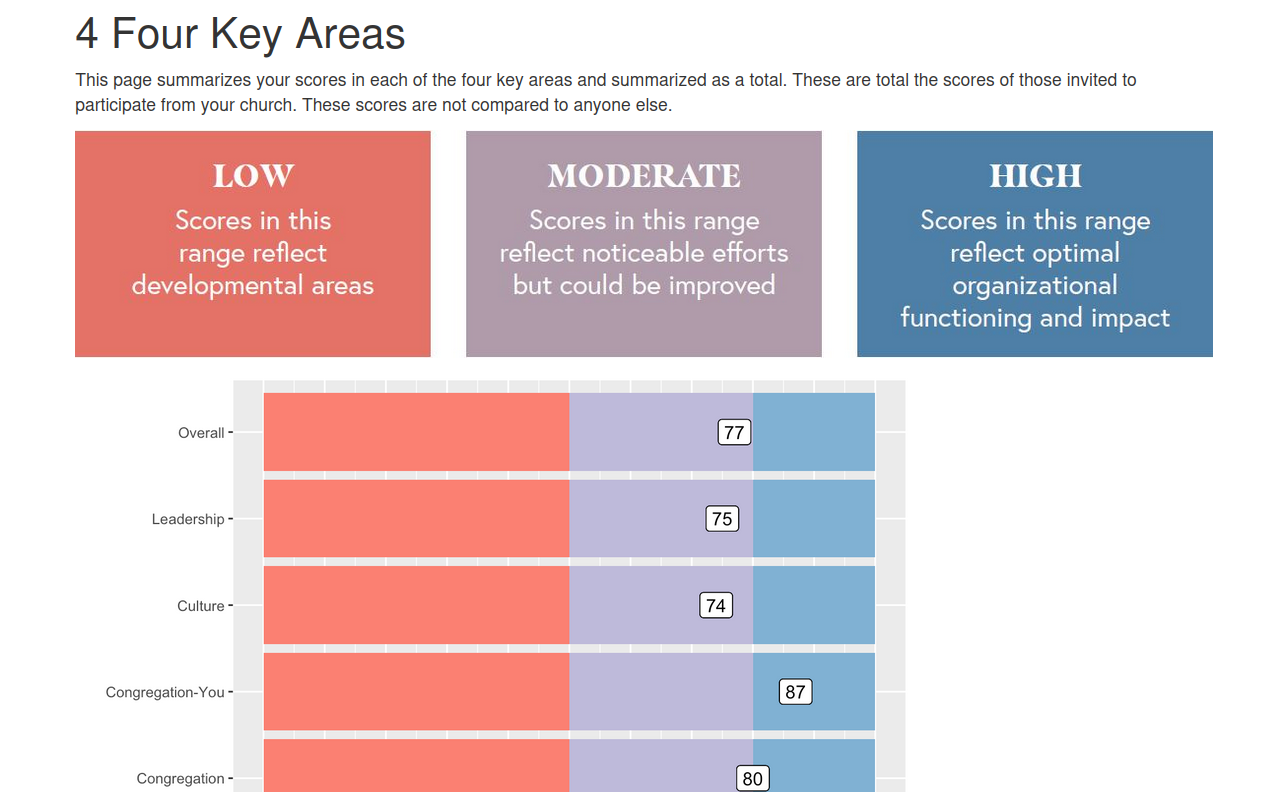 4 Four Key Areas
This page summarizes your scores in each of the four key areas and summarized as a total. These are total the scores of those invited to
participate from your church. These scores are not compared to anyone else.
LOW
Scores in this
range reflect
developmental areas
MODERATE
Scores in this range
reflect noticeable efforts
but could be improved
HIGH
Scores in this range
reflect optimal
organizational
functioning and impact
Overall 77
Leadership 75
Culture 74
Congregation-You 87
Congregation 80